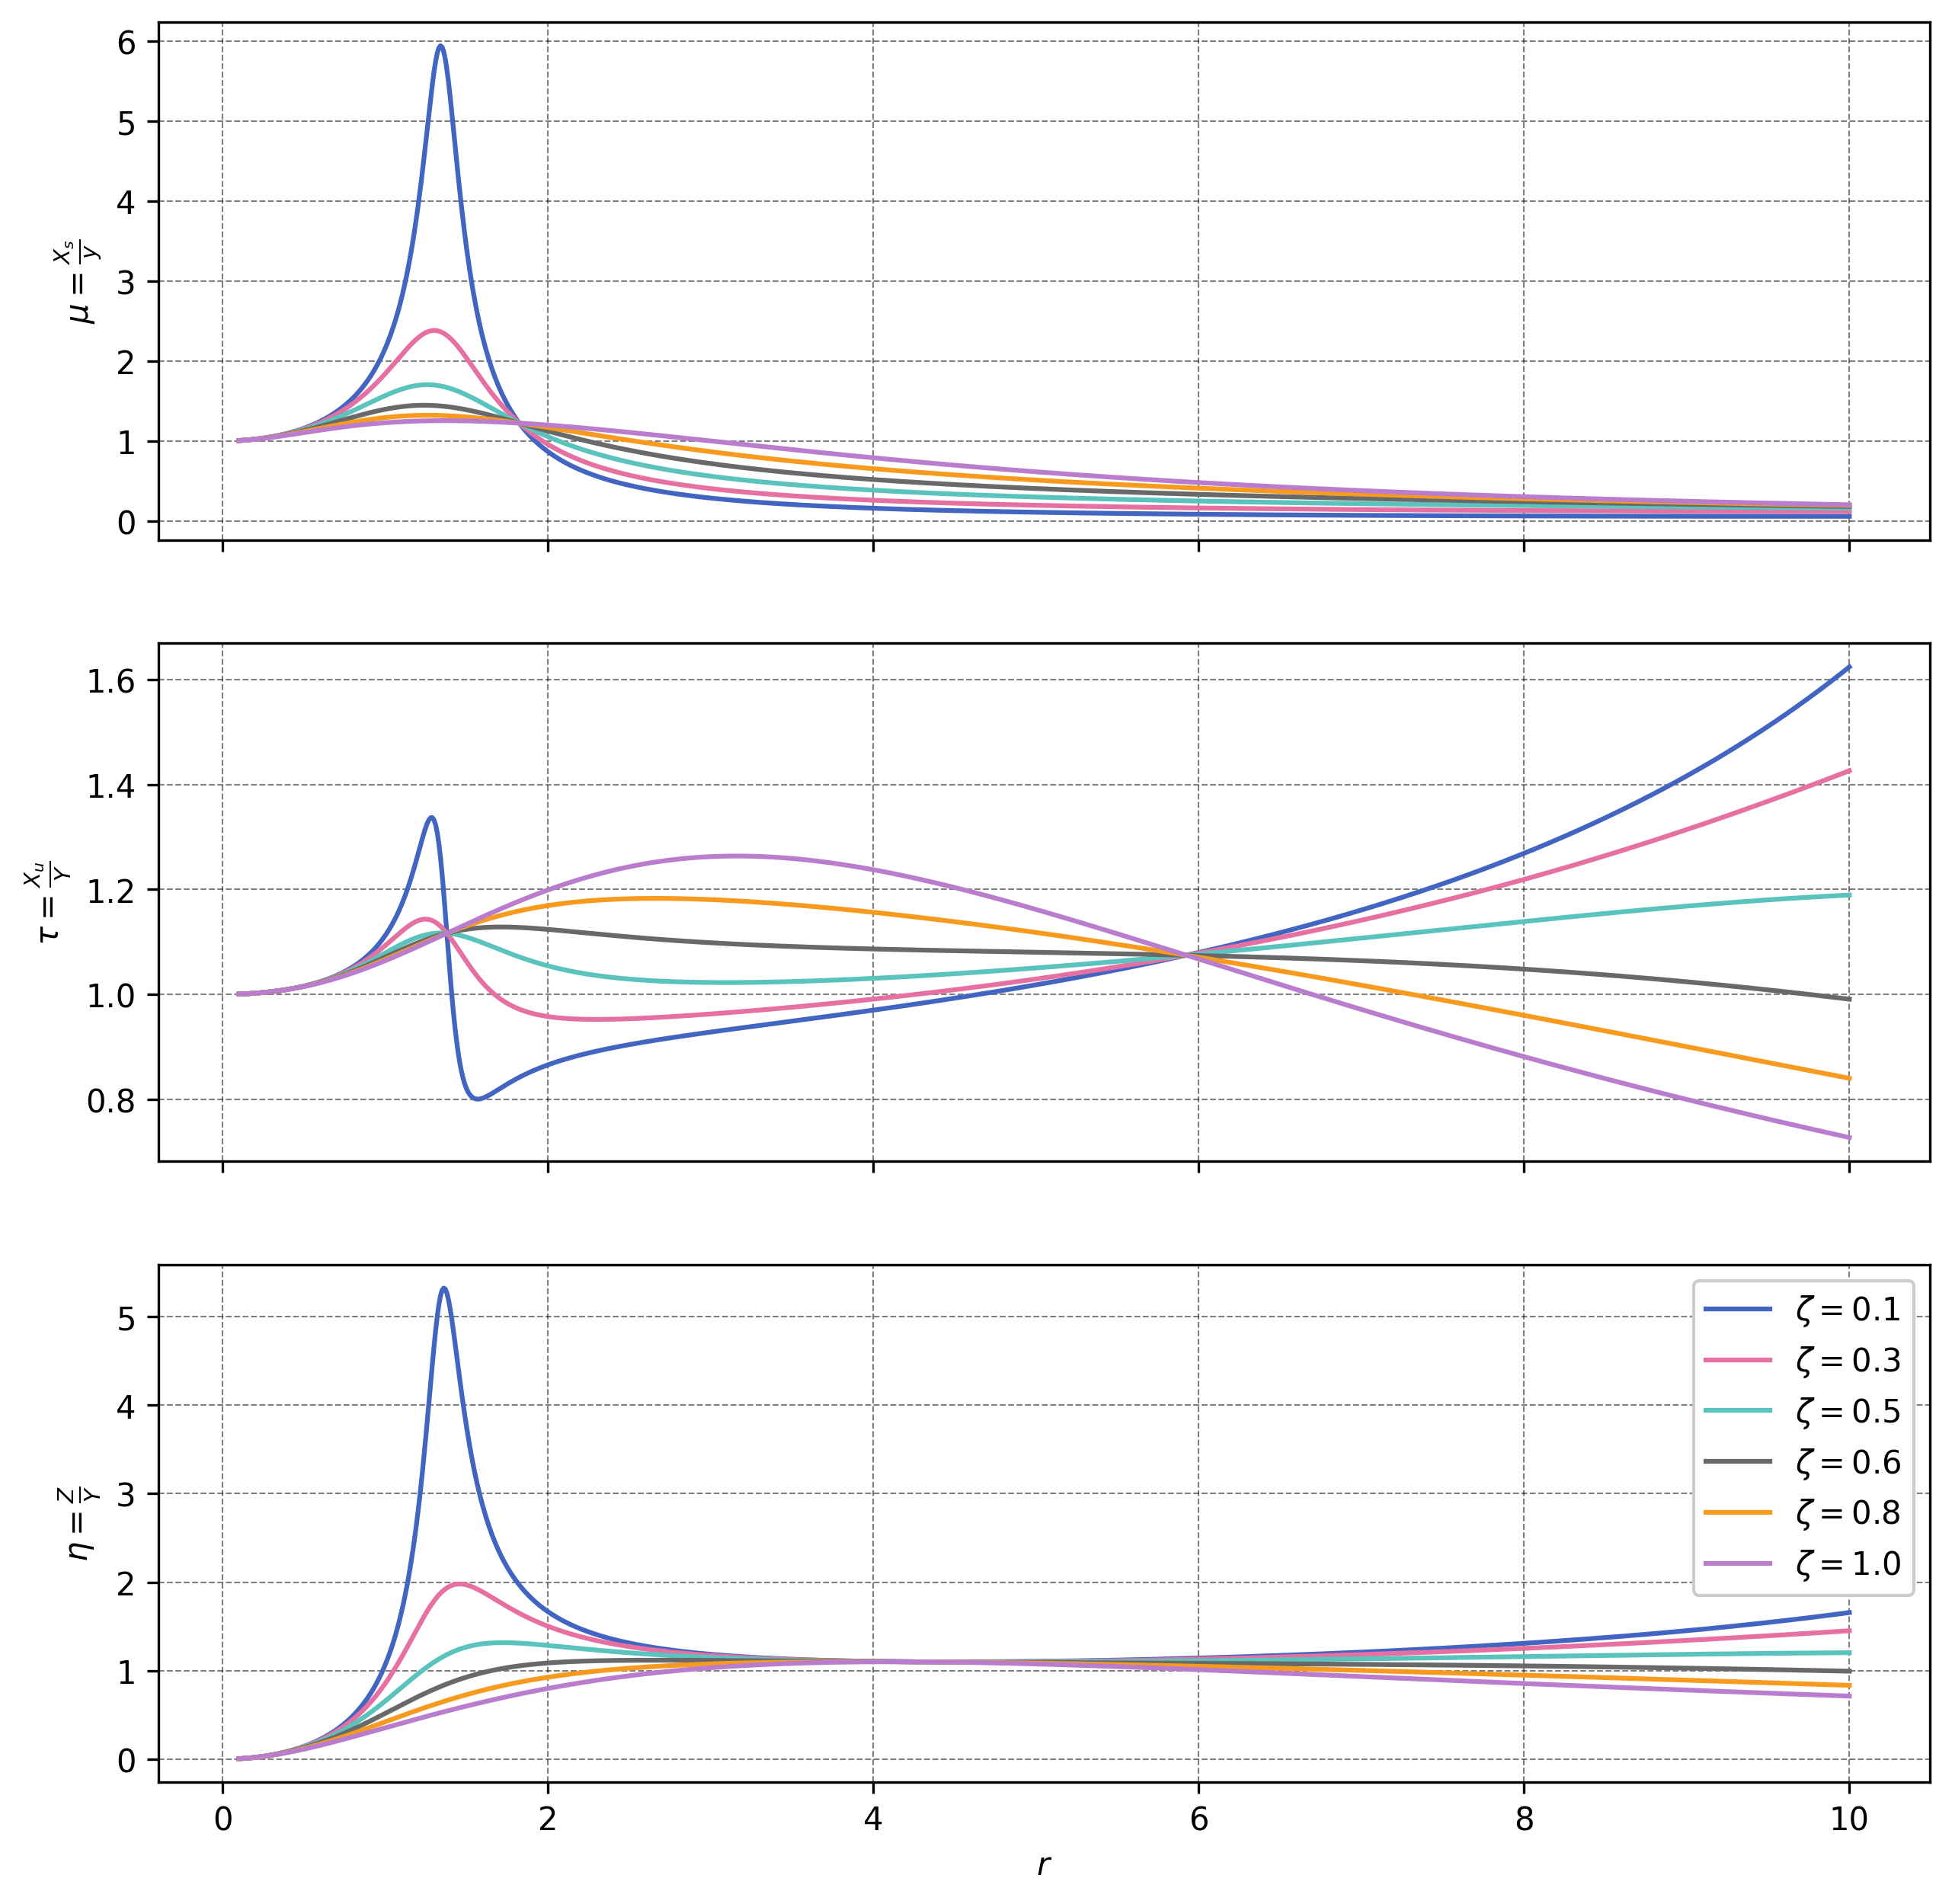 6
5
4
3
2
1
0
μ = X_s/y
1.6
1.4
1.2
1.0
0.8
τ = X_u/Y
5
4
3
2
1
0
η = Z/Y
ζ = 0.1
ζ = 0.3
ζ = 0.5
ζ = 0.6
ζ = 0.8
ζ = 1.0
0 2 4 6 8 10
r